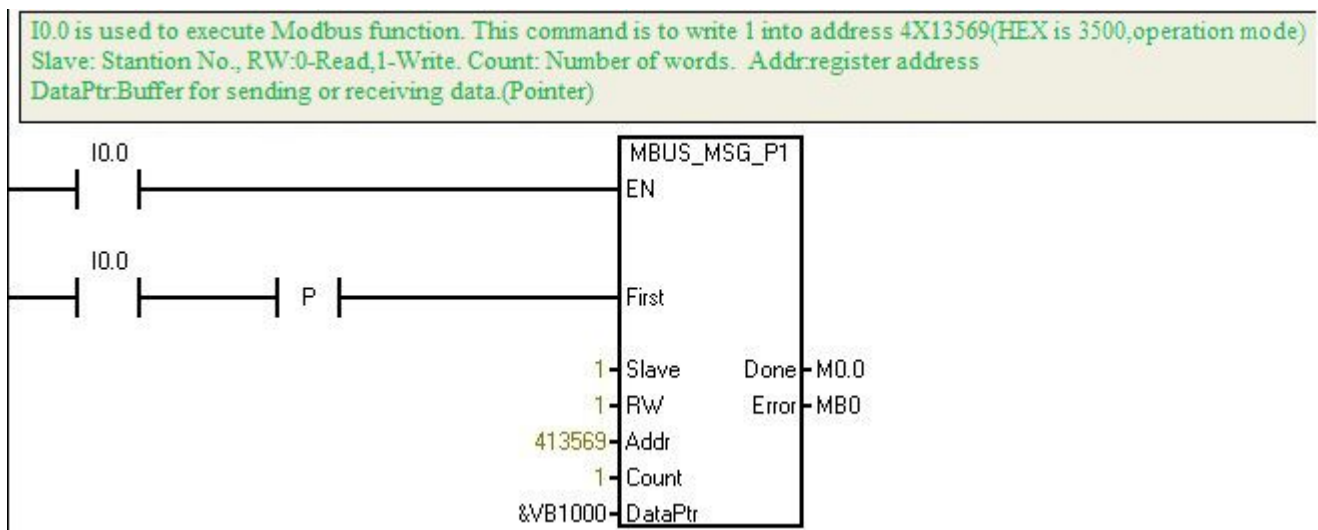 I0.0 is used to execute Modbus function. This command is to write 1 into address 4X13569(HEX is 3500,operation mode)
Slave: Stantion No., RW:0-Read,1-Write. Count: Number of words.  Addr:register address
DataPtr:Buffer for sending or receiving data.(Pointer)
I0.0
MBUS_MSG_P1
EN
I0.0
P
First
1 Slave Done M0.0
1 RW Error MB0
413569 Addr
1 Count
&VB1000 DataPtr